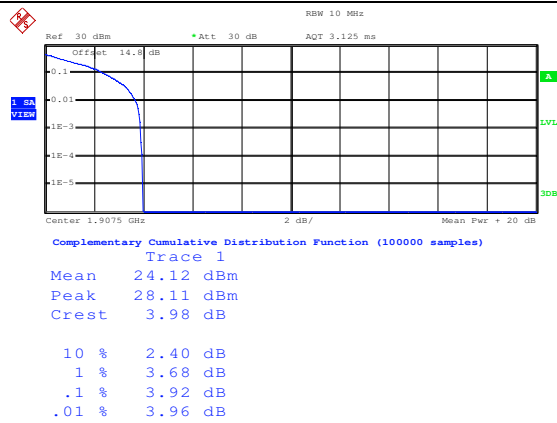 RBW 10 MHz
Ref 30 dBm *Att 30 dB AQT 3.125 ms
Offset 14.8 dB
0.1
A
1 SA
VIEW
0.01
1E-3
LVL
1E-4
1E-5
3DB
Center 1.9075 GHz 2 dB/ Mean Pwr + 20 dB
Complementary Cumulative Distribution Function (100000 samples)
Trace 1
Mean 24.12 dBm
Peak 28.11 dBm
Crest 3.98 dB
10 % 2.40 dB
1 % 3.68 dB
.1 % 3.92 dB
.01 % 3.96 dB